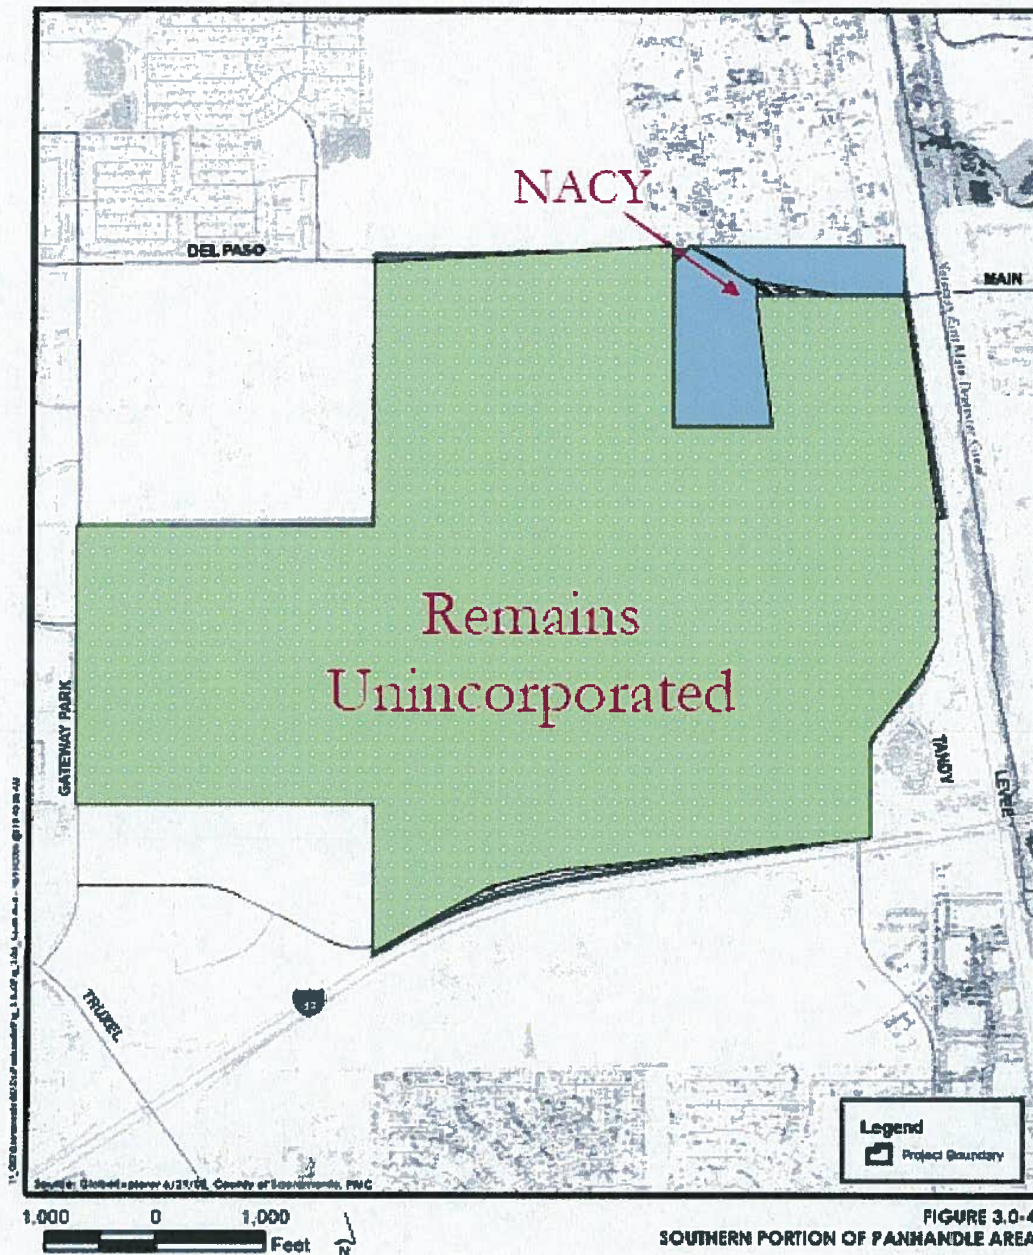 NACY
DEL PASO
MAIN
Remains
Unincorporated
GATEWAY PARK
TANDY
LEVEE
TRUXEL
Legend
Project Boundary
1,000 0 1,000
Feet
FIGURE 3.0-4
SOUTHERN PORTION OF PANHANDLE AREA